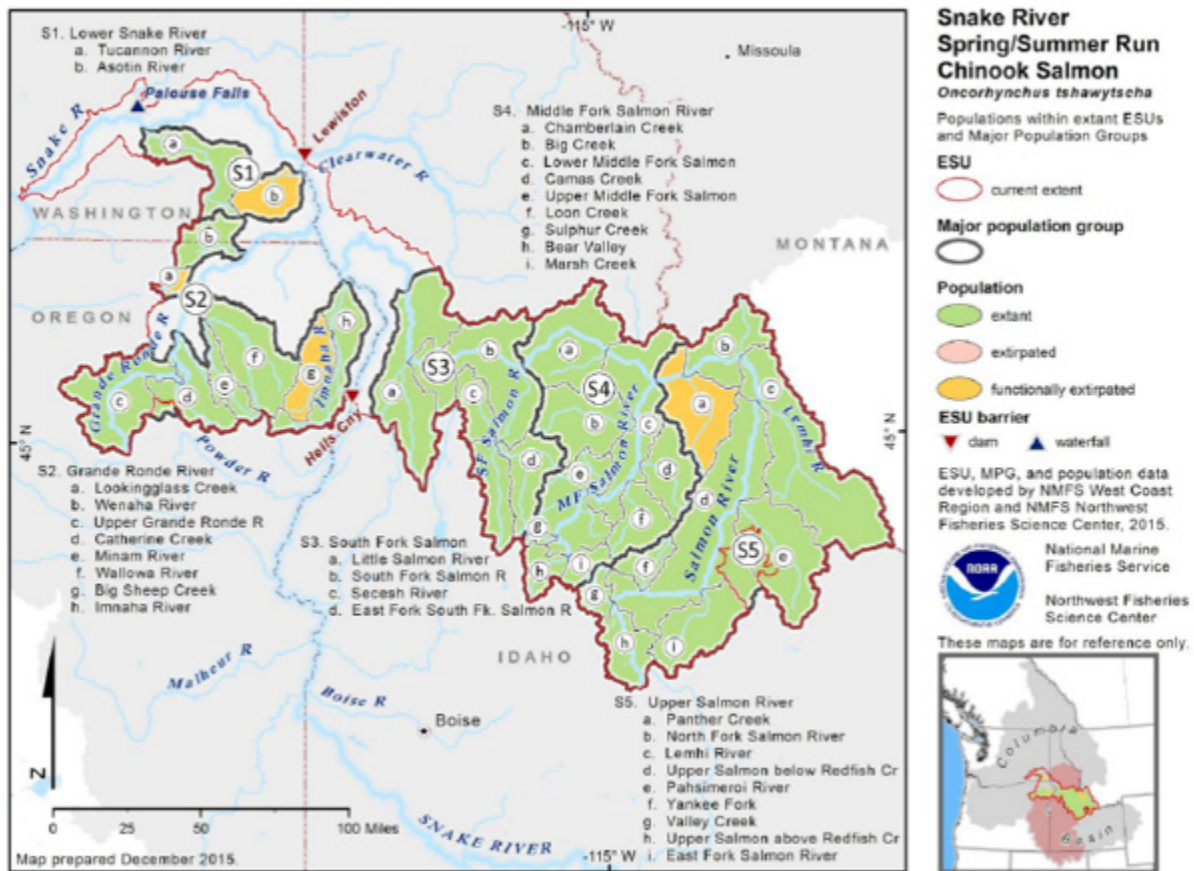 S1. Lower Snake River
a. Tucannon River
b. Asotin River
Palouse Falls
Snake R
Lewiston
Clearwater R
-115° W
Missoula
S4. Middle Fork Salmon River
a. Chamberlain Creek
b. Big Creek
c. Lower Middle Fork Salmon
d. Camas Creek
e. Upper Middle Fork Salmon
f. Loon Creek
g. Sulphur Creek
h. Bear Valley
i. Marsh Creek
WASHINGTON
OREGON
MONTANA
IDAHO
a
S1
b
b
a
S2
h
f
g
c
d
e
Grande Ronde R
Imnaha R
Hells Cny
Powder R
45° N
S3
b
a
c
d
SF Salmon R
S4
a
b
c
e
d
f
g
h
i
MF Salmon River
b
a
c
Lemhi R
d
Salmon River
S5
e
f
g
h
i
45° N
S2. Grande Ronde River
a. Lookingglass Creek
b. Wenaha River
c. Upper Grande Ronde R
d. Catherine Creek
e. Minam River
f. Wallowa River
g. Big Sheep Creek
h. Imnaha River
S3. South Fork Salmon
a. Little Salmon River
b. South Fork Salmon R
c. Secesh River
d. East Fork South Fk. Salmon R
Malheur R
Boise R
Boise
SNAKE RIVER
S5. Upper Salmon River
a. Panther Creek
b. North Fork Salmon River
c. Lemhi River
d. Upper Salmon below Redfish Cr
e. Pahsimeroi River
f. Yankee Fork
g. Valley Creek
h. Upper Salmon above Redfish Cr
i. East Fork Salmon River
-115° W
N
0 25 50 100 Miles
Map prepared December 2015.
Snake River
Spring/Summer Run
Chinook Salmon
Oncorhynchus tshawytscha
Populations within extant ESUs
and Major Population Groups
ESU
current extent
Major population group
Population
extant
extirpated
functionally extirpated
ESU barrier
dam waterfall
ESU, MPG, and population data
developed by NMFS West Coast
Region and NMFS Northwest
Fisheries Science Center, 2015.
NOAA
National Marine
Fisheries Service
Northwest Fisheries
Science Center
These maps are for reference only.
Columbia
Basin